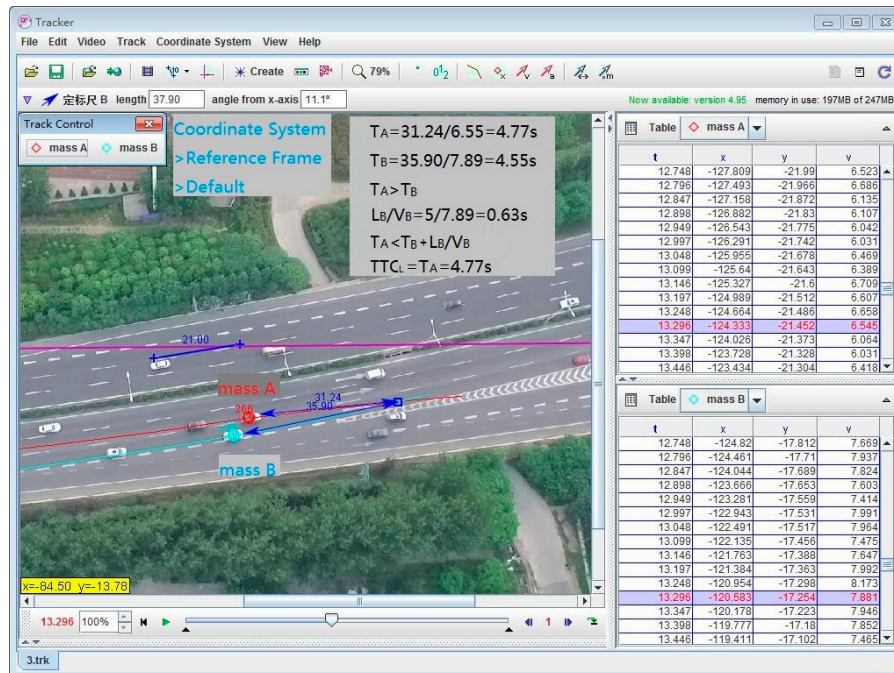 Tracker
File Edit Video Track Coordinate System View Help
Create 79%
定标尺 B length 37.90 angle from x-axis 11.1° Now available: version 4.95 memory in use: 197MB of 247MB
Track Control
mass A mass B
Coordinate System
>Reference Frame
>Default
TA=31.24/6.55=4.77s
TB=35.90/7.89=4.55s
TA>TB
LB/VB=5/7.89=0.63s
TA<TB+LB/VB
TTCL=TA=4.77s
21.00
mass A
266
31.24
35.90
mass B
x=-84.50 y=-13.78
13.296 100% 1
3.trk
Table mass A
t x y v
12.748 -127.809 -21.99 6.523
12.796 -127.493 -21.966 6.686
12.847 -127.158 -21.872 6.135
12.898 -126.882 -21.83 6.107
12.949 -126.543 -21.775 6.042
12.997 -126.291 -21.742 6.031
13.048 -125.955 -21.678 6.469
13.099 -125.64 -21.643 6.389
13.146 -125.327 -21.6 6.709
13.197 -124.989 -21.512 6.607
13.248 -124.664 -21.486 6.658
13.296 -124.333 -21.452 6.545
13.347 -124.026 -21.373 6.064
13.398 -123.728 -21.328 6.031
13.446 -123.434 -21.304 6.418
Table mass B
t x y v
12.748 -124.82 -17.812 7.669
12.796 -124.461 -17.71 7.937
12.847 -124.044 -17.689 7.824
12.898 -123.666 -17.653 7.603
12.949 -123.281 -17.559 7.414
12.997 -122.943 -17.531 7.991
13.048 -122.491 -17.517 7.964
13.099 -122.135 -17.456 7.475
13.146 -121.763 -17.388 7.647
13.197 -121.384 -17.363 7.992
13.248 -120.954 -17.298 8.173
13.296 -120.583 -17.254 7.881
13.347 -120.178 -17.223 7.946
13.398 -119.777 -17.18 7.852
13.446 -119.411 -17.102 7.465